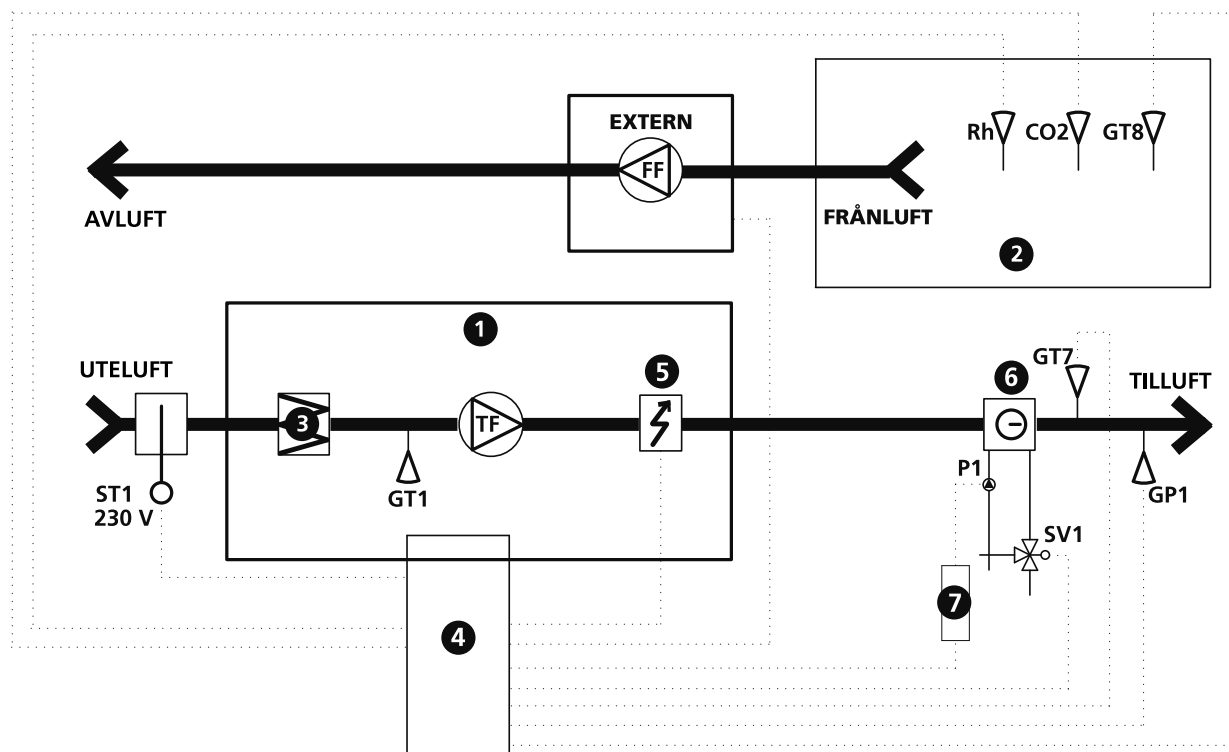 EXTERN
FF
AVLUFT
Rh CO2 GT8
FRÅNLUFT
2
1
UTELUFT
5
6
GT7
TILLUFT
3
TF
ST1
230 V
GT1
P1
GP1
SV1
7
4